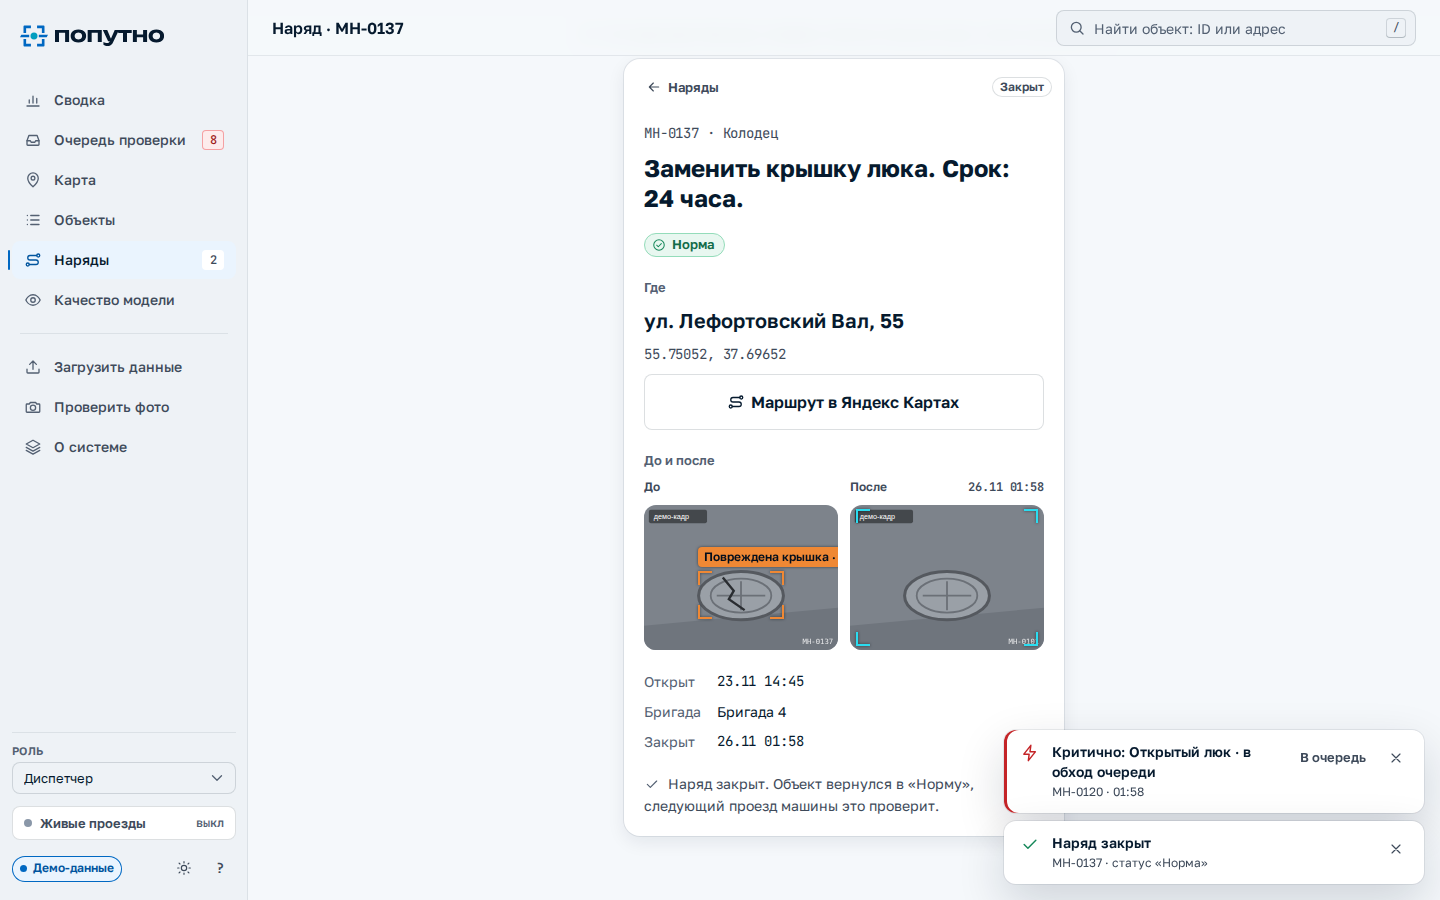 ПОПУТНО
Наряд · МН-0137
Найти объект: ID или адрес
/
Сводка
Очередь проверки
8
Карта
Объекты
Наряды
2
Качество модели
Загрузить данные
Проверить фото
О системе
РОЛЬ
Диспетчер
Живые проезды
ВЫКЛ
Демо-данные
?
Наряды
Закрыт
МН-0137 · Колодец
Заменить крышку люка. Срок:
24 часа.
Норма
Где
ул. Лефортовский Вал, 55
55.75052, 37.69652
Маршрут в Яндекс Картах
До и после
До
После
26.11 01:58
демо-кадр
Повреждена крышка ·
МН-0137
демо-кадр
Открыт
23.11 14:45
Бригада
Бригада 4
Закрыт
26.11 01:58
Наряд закрыт. Объект вернулся в «Норму»,
следующий проезд машины это проверит.
Критично: Открытый люк · в
обход очереди
МН-0120 · 01:58
В очередь
Наряд закрыт
МН-0137 · статус «Норма»